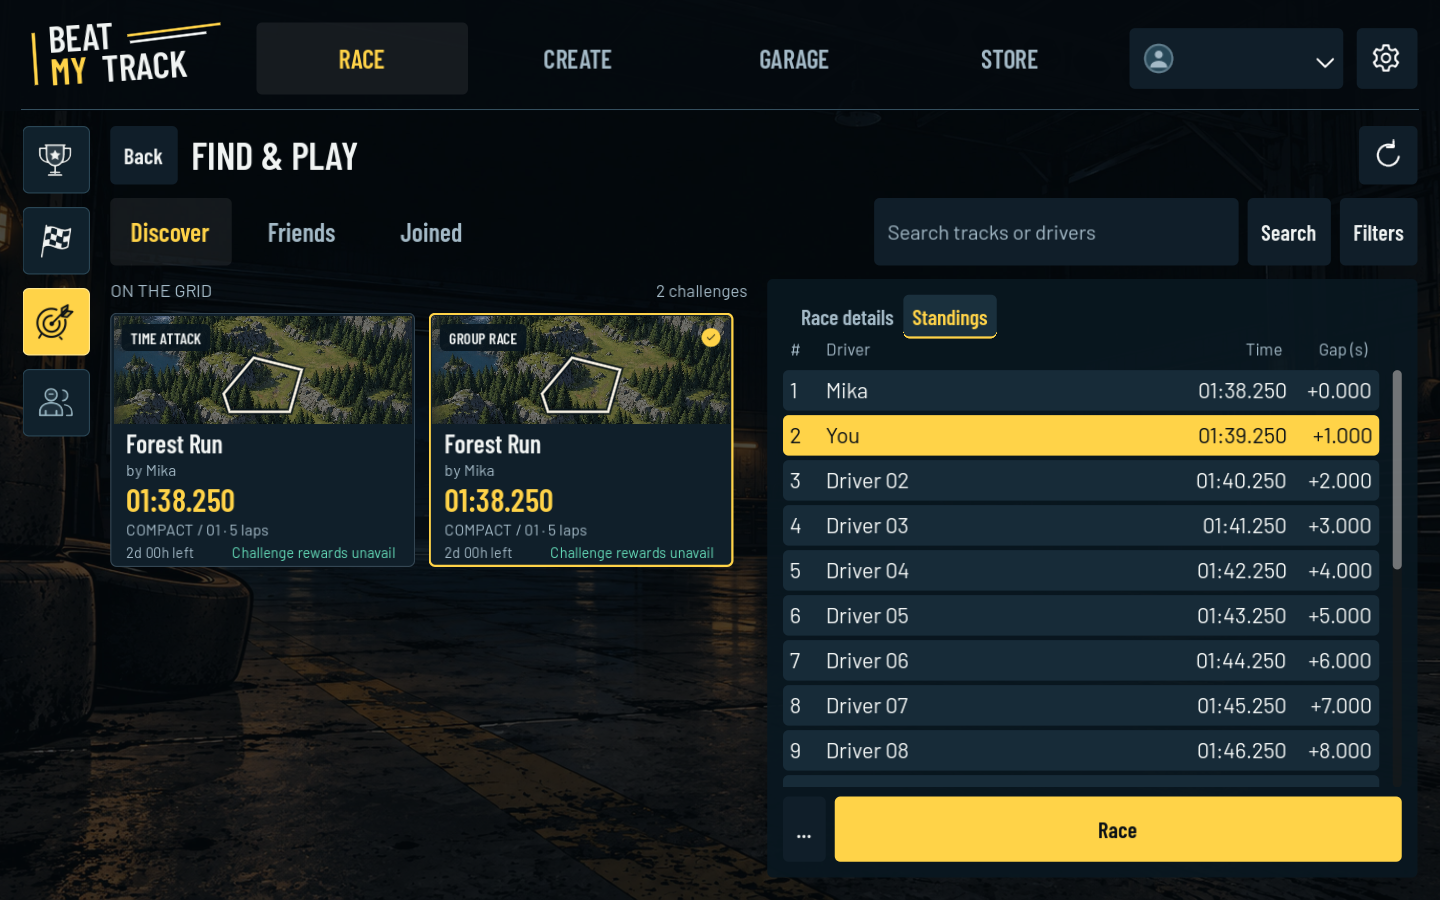 BEAT
MY TRACK
RACE
CREATE
GARAGE
STORE
Back
FIND & PLAY
Discover
Friends
Joined
Search tracks or drivers
Search
Filters
ON THE GRID
2 challenges
TIME ATTACK
Forest Run
by Mika
01:38.250
COMPACT / 01 · 5 laps
2d 00h left
Challenge rewards unavail
GROUP RACE
Forest Run
by Mika
01:38.250
COMPACT / 01 · 5 laps
2d 00h left
Challenge rewards unavail
Race details
Standings
# Driver Time Gap (s)
1 Mika 01:38.250 +0.000
2 You 01:39.250 +1.000
3 Driver 02 01:40.250 +2.000
4 Driver 03 01:41.250 +3.000
5 Driver 04 01:42.250 +4.000
6 Driver 05 01:43.250 +5.000
7 Driver 06 01:44.250 +6.000
8 Driver 07 01:45.250 +7.000
9 Driver 08 01:46.250 +8.000
...
Race